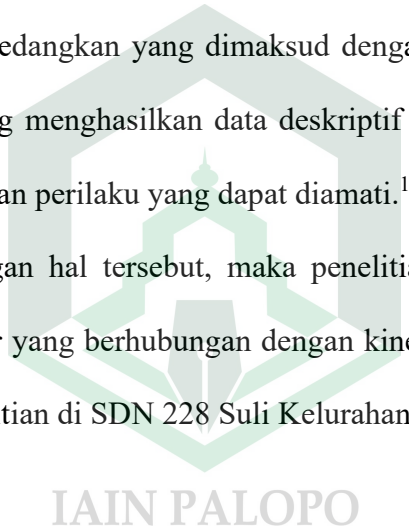 edangkan yang dimaksud denga
g menghasilkan data deskriptif
an perilaku yang dapat diamati.¹
gan hal tersebut, maka penelitia
r yang berhubungan dengan kine
itian di SDN 228 Suli Kelurahan
IAIN PALOPO